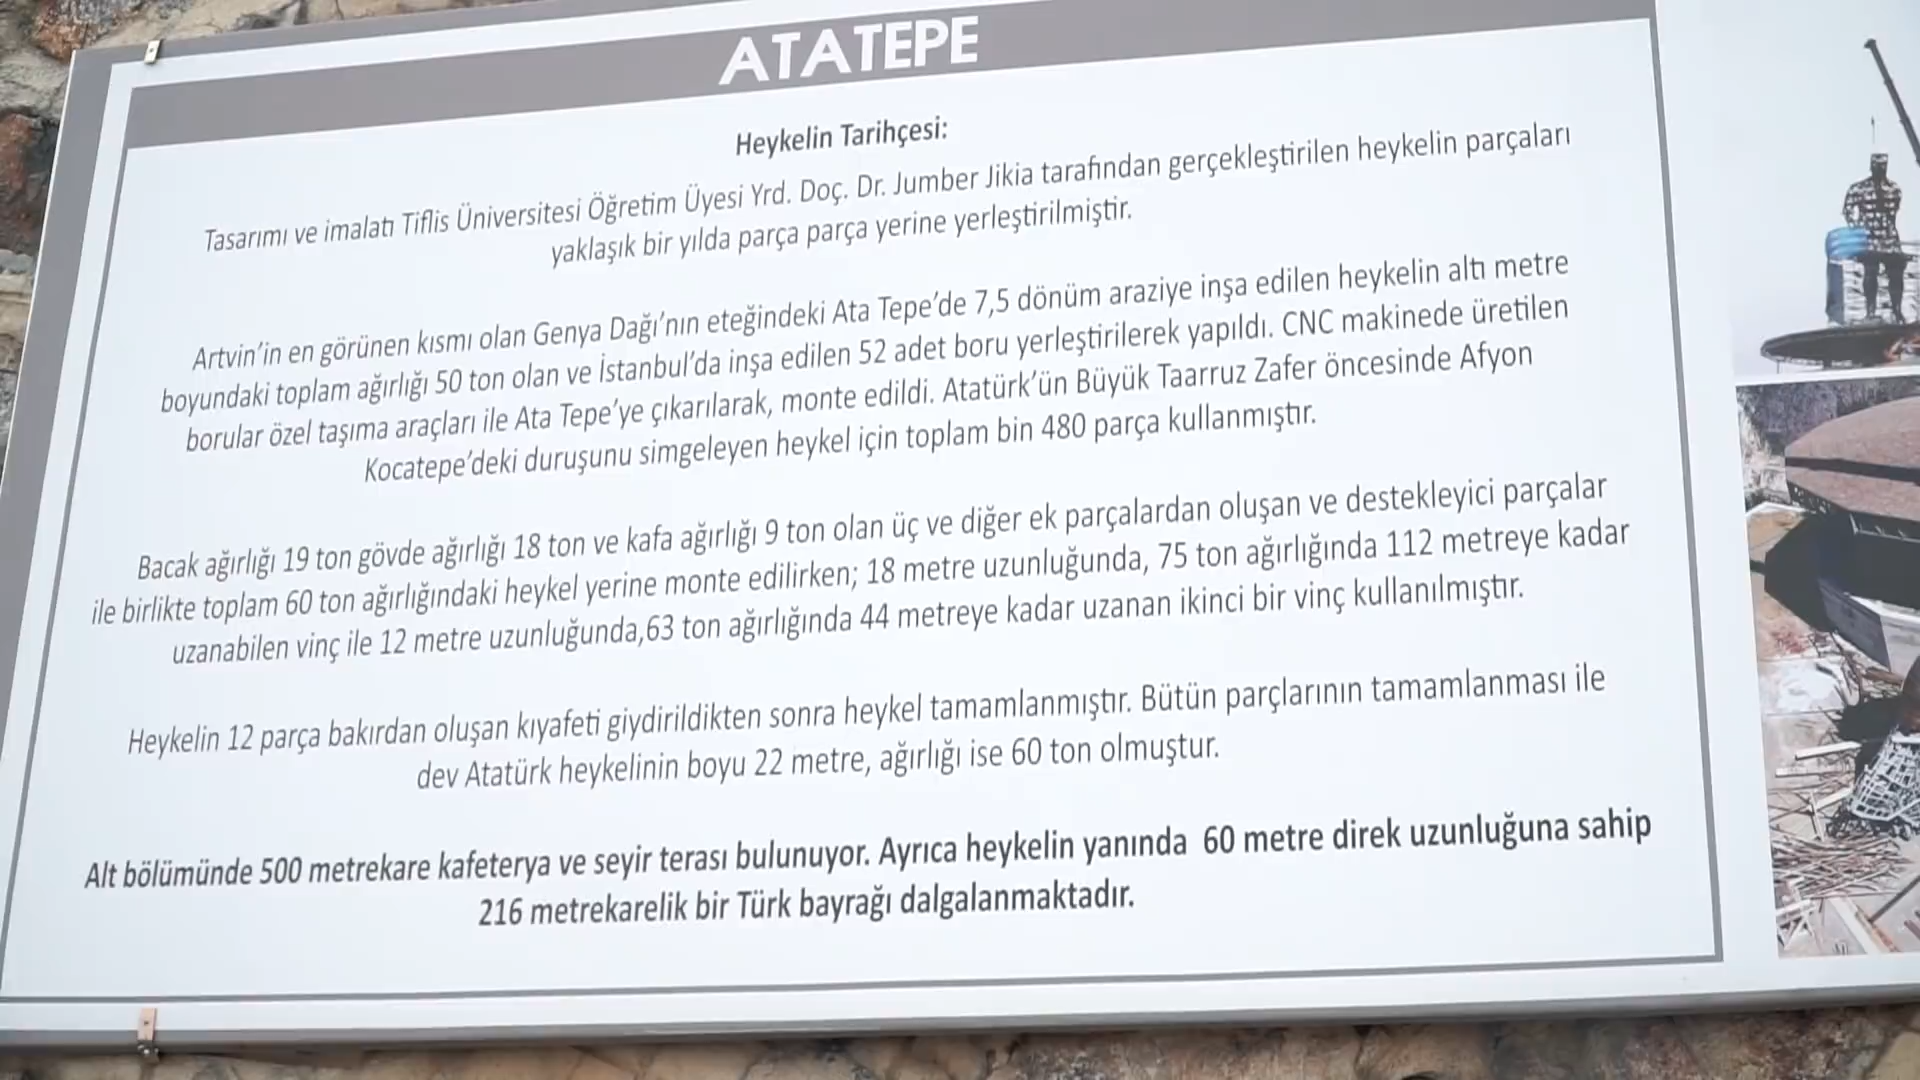 ATATEPE
Heykelin Tarihçesi:
Tasarımı ve imalatı Tiflis Üniversitesi Öğretim Üyesi Yrd. Doç. Dr. Jumber Jikia tarafından gerçekleştirilen heykelin parçaları
yaklaşık bir yılda parça parça yerine yerleştirilmiştir.
Artvin’in en görünen kısmı olan Genya Dağı’nın eteğindeki Ata Tepe’de 7,5 dönüm araziye inşa edilen heykelin altı metre
boyundaki toplam ağırlığı 50 ton olan ve İstanbul’da inşa edilen 52 adet boru yerleştirilerek yapıldı. CNC makinede üretilen
borular özel taşıma araçları ile Ata Tepe’ye çıkarılarak, monte edildi. Atatürk’ün Büyük Taarruz Zafer öncesinde Afyon
Kocatepe’deki duruşunu simgeleyen heykel için toplam bin 480 parça kullanmıştır.
Bacak ağırlığı 19 ton gövde ağırlığı 18 ton ve kafa ağırlığı 9 ton olan üç ve diğer ek parçalardan oluşan ve destekleyici parçalar
ile birlikte toplam 60 ton ağırlığındaki heykel yerine monte edilirken; 18 metre uzunluğunda, 75 ton ağırlığında 112 metreye kadar
uzanabilen vinç ile 12 metre uzunluğunda,63 ton ağırlığında 44 metreye kadar uzanan ikinci bir vinç kullanılmıştır.
Heykelin 12 parça bakırdan oluşan kıyafeti giydirildikten sonra heykel tamamlanmıştır. Bütün parçlarının tamamlanması ile
dev Atatürk heykelinin boyu 22 metre, ağırlığı ise 60 ton olmuştur.
Alt bölümünde 500 metrekare kafeterya ve seyir terası bulunuyor. Ayrıca heykelin yanında 60 metre direk uzunluğuna sahip
216 metrekarelik bir Türk bayrağı dalgalanmaktadır.